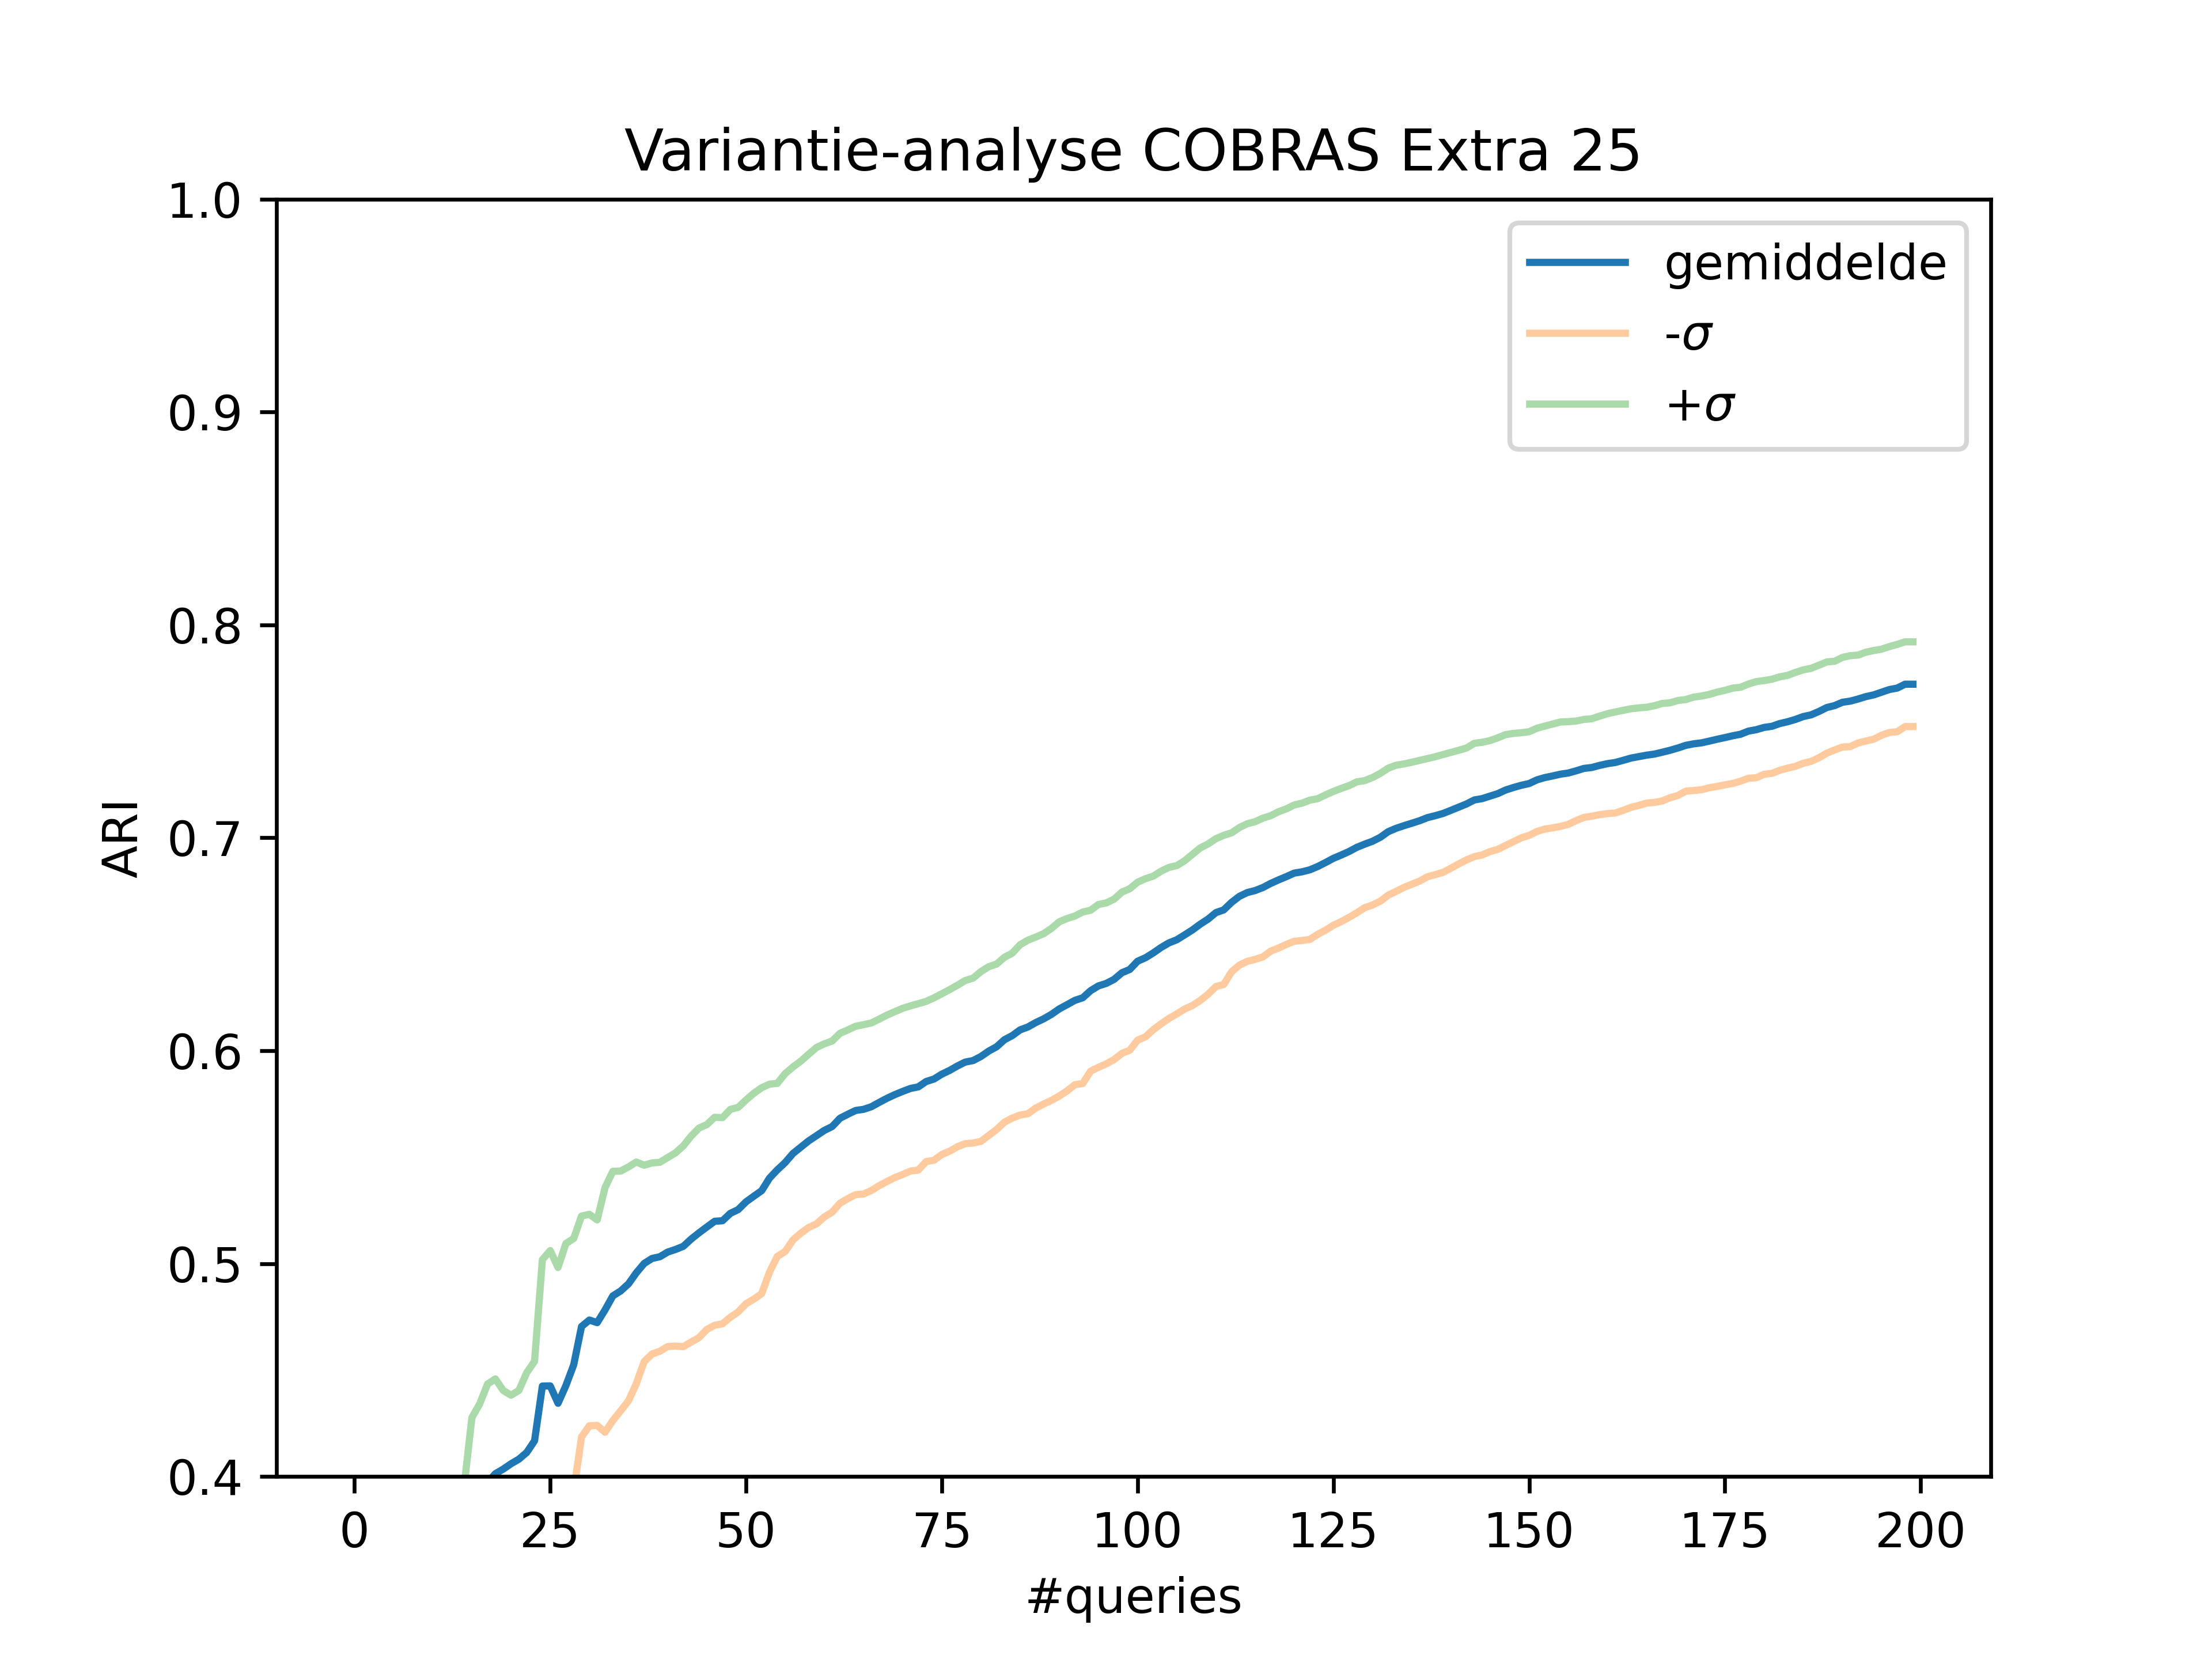 Variantie-analyse COBRAS Extra 25
1.0
0.9
0.8
0.7
0.6
0.5
0.4
ARI
gemiddelde
-σ
+σ
0 25 50 75 100 125 150 175 200
#queries